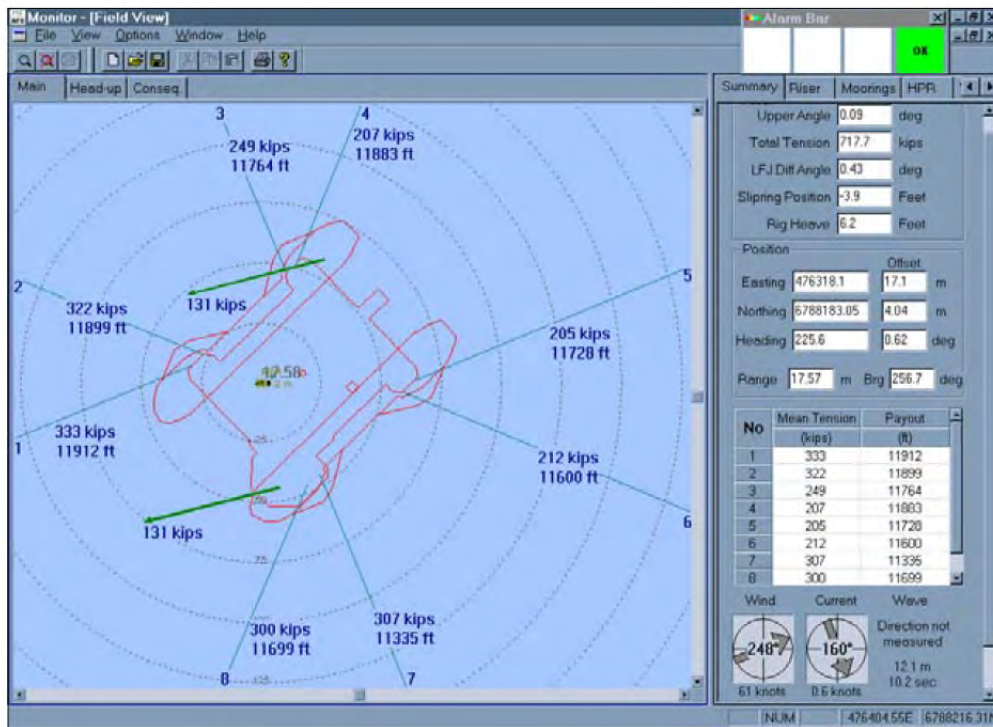 Monitor - [Field View]
File View Options Window Help
Alarm Bar
OK
Main Head-up Conseq.
Summary Riser Moorings HPR
3
4
249 kips
11764 ft
207 kips
11883 ft
2
5
322 kips
11899 ft
131 kips
205 kips
11728 ft
333 kips
11912 ft
1
212 kips
11600 ft
6
131 kips
300 kips
11699 ft
307 kips
11335 ft
8
7
25
75
Upper Angle 0.09 deg
Total Tension 717.7 kips
LFJ Diff Angle 0.43 deg
Slipring Position -3.9 Feet
Rig Heave 6.2 Feet
Position
Offset
Easting 476318.1 17.1 m
Northing 6788183.05 4.04 m
Heading 225.6 0.62 deg
Range 17.57 m Brg 256.7 deg
No Mean Tension Payout
(kips) (ft)
1 333 11912
2 322 11899
3 249 11764
4 207 11883
5 205 11728
6 212 11600
7 307 11335
8 300 11699
Wind Current Wave
248° 160° Direction not
measured
12.1 m
10.2 sec
61 knots 0.6 knots
NUM 476404.55E 6788216.31N